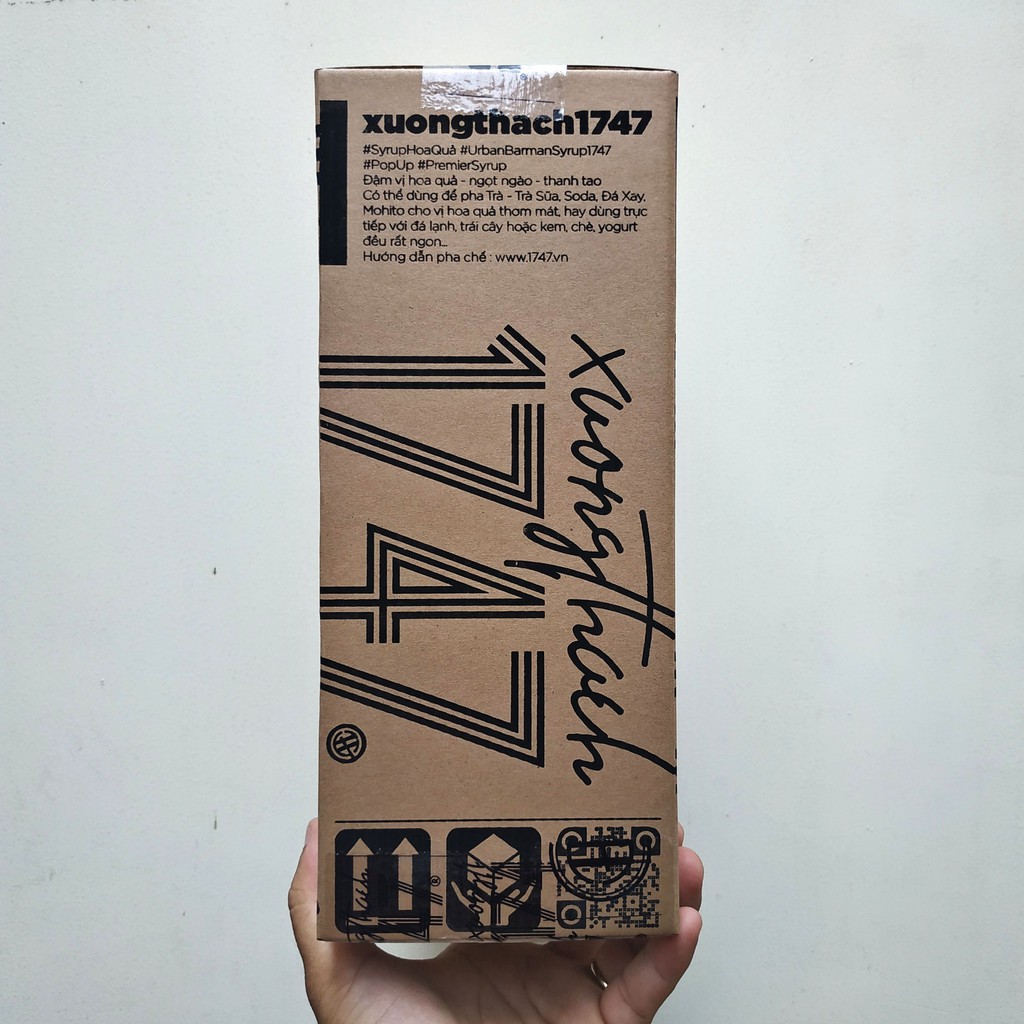 xuongthach1747
#SyrupHoaQuả #UrbanBarmanSyrup1747
#PopUp #PremierSyrup
Đậm vị hoa quả - ngọt ngào - thanh tao
Có thể dùng để pha Trà - Trà Sữa, Soda, Đá Xay,
Mohito cho vị hoa quả thơm mát, hay dùng trực
tiếp với đá lạnh, trái cây hoặc kem, chè, yogurt
đều rất ngon...
Hướng dẫn pha chế : www.1747.vn
1747
xuongThach